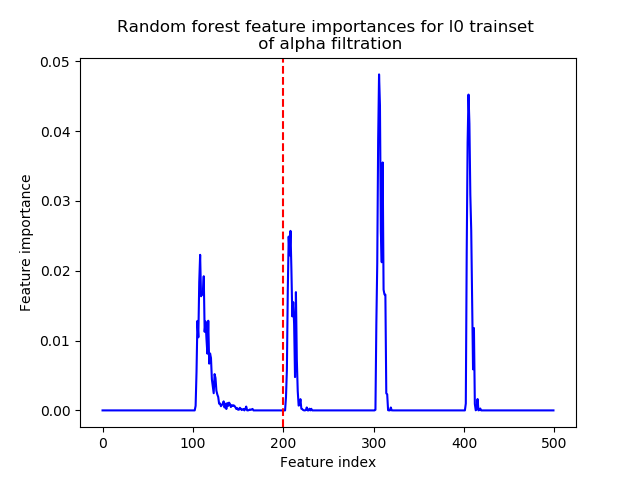 Random forest feature importances for l0 trainset
of alpha filtration
0.05
0.04
0.03
0.02
0.01
0.00
Feature importance
0 100 200 300 400 500
Feature index